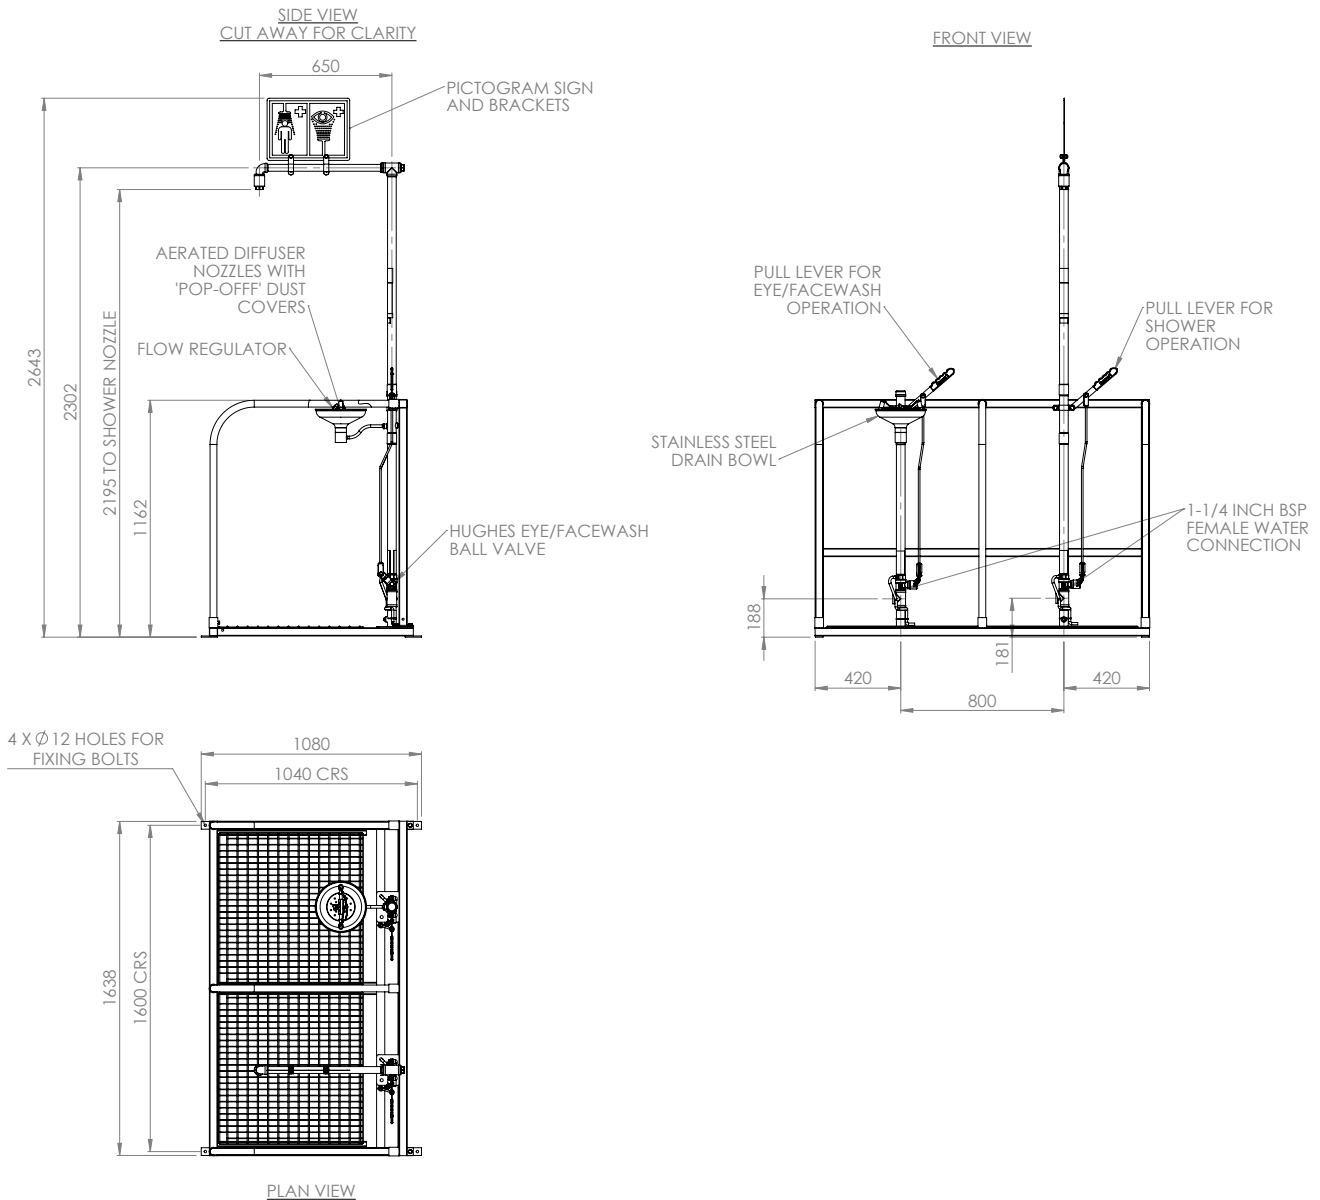 SIDE VIEW
CUT AWAY FOR CLARITY
650
PICTOGRAM SIGN
AND BRACKETS
AERATED DIFFUSER
NOZZLES WITH
'POP-OFFF' DUST
COVERS
FLOW REGULATOR
2643
2302
2195 TO SHOWER NOZZLE
1162
HUGHES EYE/FACEWASH
BALL VALVE
FRONT VIEW
PULL LEVER FOR
EYE/FACEWASH
OPERATION
PULL LEVER FOR
SHOWER
OPERATION
STAINLESS STEEL
DRAIN BOWL
1-1/4 INCH BSP
FEMALE WATER
CONNECTION
188
181
420
420
800
4 X Ø 12 HOLES FOR
FIXING BOLTS
1080
1040 CRS
1638
1600 CRS
PLAN VIEW